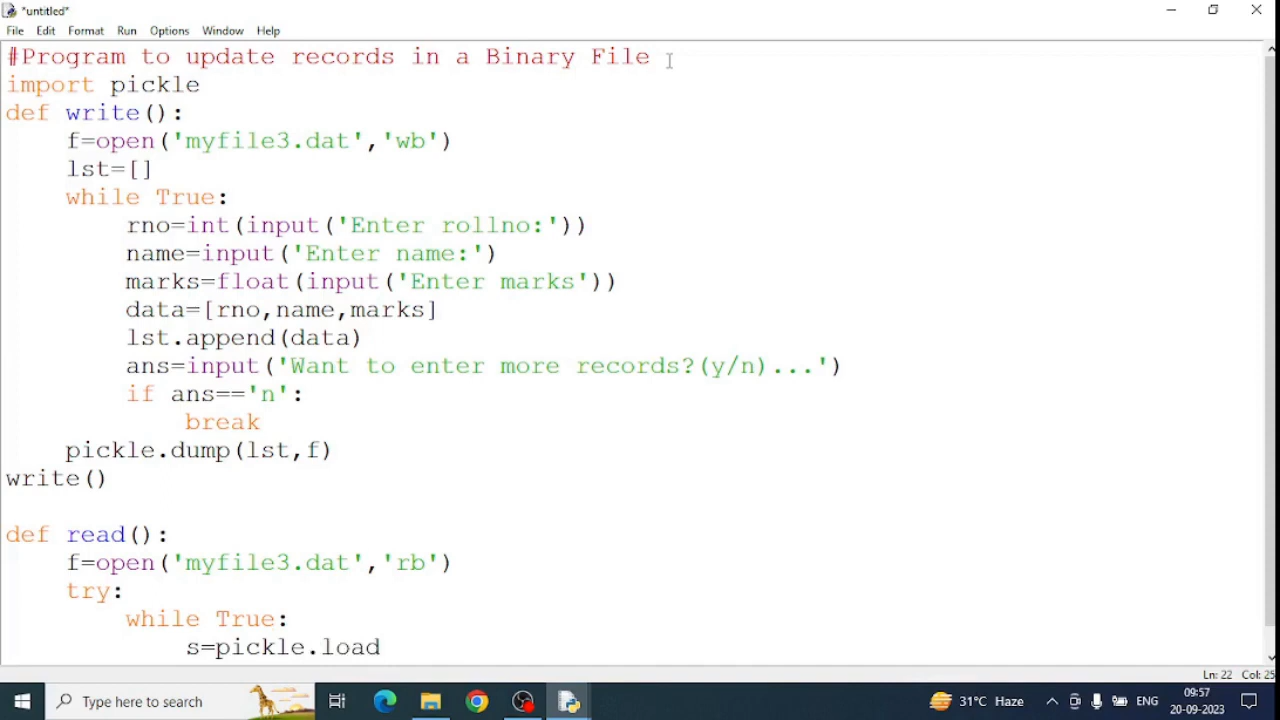 *untitled*
File Edit Format Run Options Window Help
#Program to update records in a Binary File
import pickle
def write():
    f=open('myfile3.dat','wb')
    lst=[]
    while True:
        rno=int(input('Enter rollno:'))
        name=input('Enter name:')
        marks=float(input('Enter marks'))
        data=[rno,name,marks]
        lst.append(data)
        ans=input('Want to enter more records?(y/n)...')
        if ans=='n':
            break
    pickle.dump(lst,f)
write()

def read():
    f=open('myfile3.dat','rb')
    try:
        while True:
            s=pickle.load
Ln: 22 Col: 25
Type here to search
31°C Haze
ENG
09:57
20-09-2023